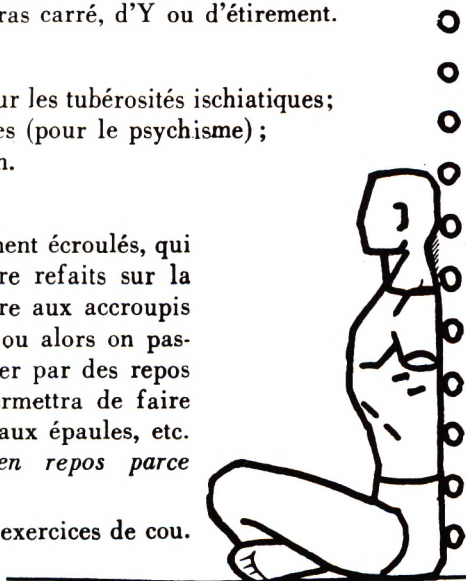 ras carré, d'Y ou d'étirement.
ur les tubérosités ischiatiques;
es (pour le psychisme);
n.
ment écroulés, qui
re refaits sur la
re aux accroupis
ou alors on pas-
er par des repos
ermettra de faire
aux épaules, etc.
en repos parce
exercices de cou.